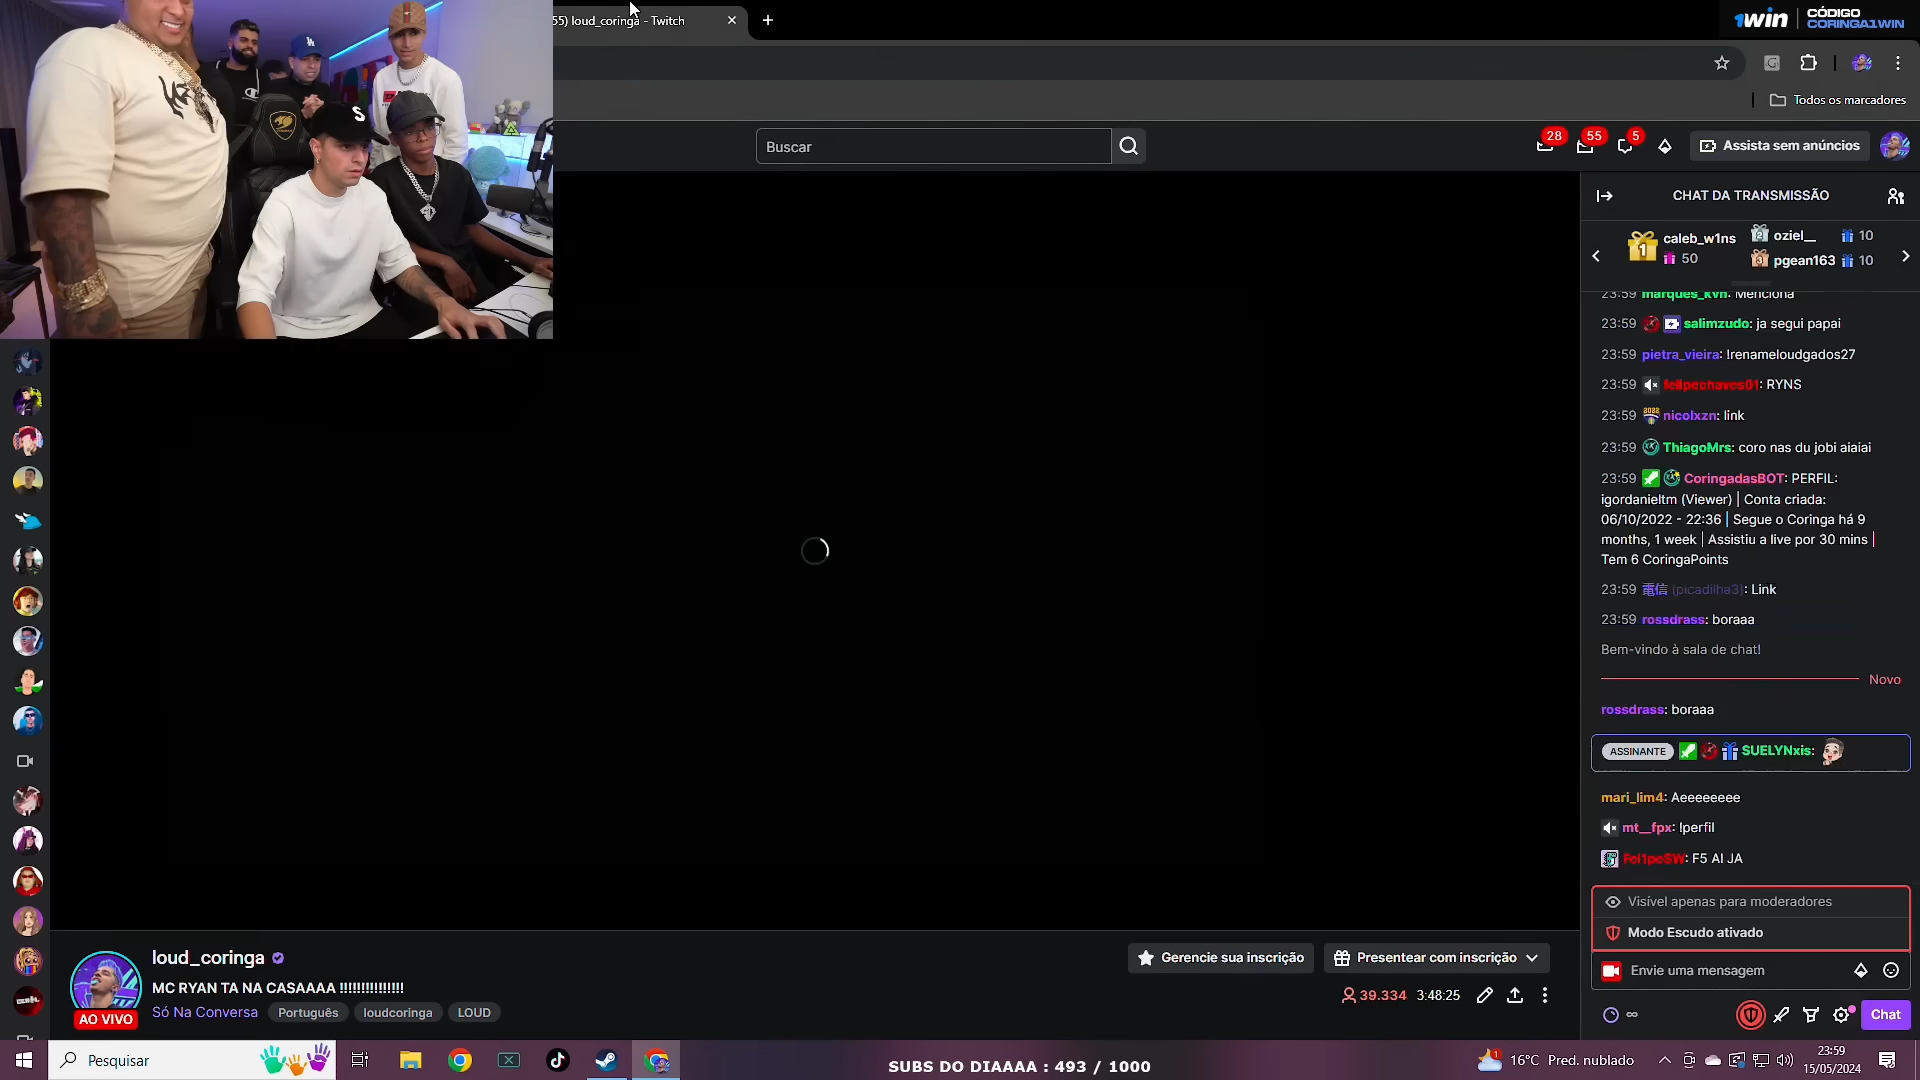 55) loud_coringa - Twitch
1win
CÓDIGO
CORINGA1WIN
Todos os marcadores
Buscar
28
55
5
Assista sem anúncios
CHAT DA TRANSMISSÃO
1
caleb_w1ns
50
2
oziel__
10
3
pgean163
10
23:59 marques_kvn: Menciona
23:59 salimzudo: ja segui papai
23:59 pietra_vieira: !renameloudgados27
23:59 felipechaves01: RYNS
23:59 nicolxzn: link
23:59 ThiagoMrs: coro nas du jobi aiaiai
23:59 CoringadasBOT: PERFIL:
igordanieltm (Viewer) | Conta criada:
06/10/2022 - 22:36 | Segue o Coringa há 9
months, 1 week | Assistiu a live por 30 mins |
Tem 6 CoringaPoints
23:59 電信 (picadilha3): Link
23:59 rossdrass: boraaa
Bem-vindo à sala de chat!
Novo
rossdrass: boraaa
ASSINANTE SUELYNxis:
mari_lim4: Aeeeeeeee
mt__fpx: !perfil
Fel1peSW: F5 AI JA
Visível apenas para moderadores
Modo Escudo ativado
Envie uma mensagem
∞
Chat
loud_coringa
MC RYAN TA NA CASAAAA !!!!!!!!!!!!!!!
AO VIVO
Só Na Conversa
Português
loudcoringa
LOUD
Gerencie sua inscrição
Presentear com inscrição
39.334
3:48:25
Pesquisar
SUBS DO DIAAAA : 493 / 1000
1
16°C Pred. nublado
23:59
15/05/2024